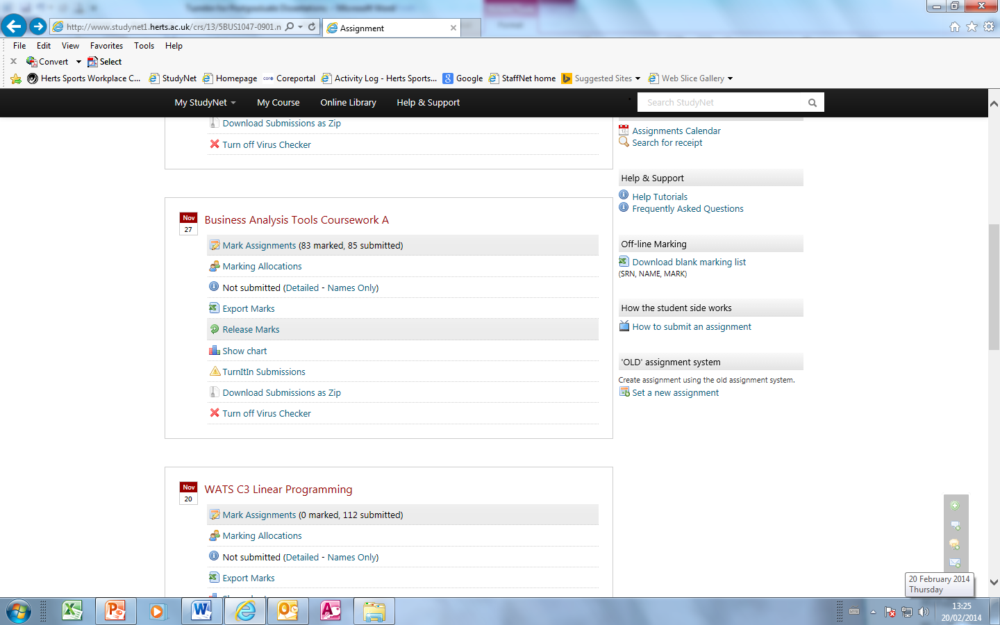 http://www.studynet1.herts.ac.uk/crs/13/5BUS1047-0901.n
Assignment
File Edit View Favorites Tools Help
Convert Select
Herts Sports Workplace C... StudyNet Homepage core Coreportal Activity Log - Herts Sports... Google StaffNet home Suggested Sites Web Slice Gallery
My StudyNet My Course Online Library Help & Support Search StudyNet
Download Submissions as Zip
Turn off Virus Checker
Nov
27
Business Analysis Tools Coursework A
Mark Assignments (83 marked, 85 submitted)
Marking Allocations
Not submitted (Detailed - Names Only)
Export Marks
Release Marks
Show chart
TurnItIn Submissions
Download Submissions as Zip
Turn off Virus Checker
Nov
20
WATS C3 Linear Programming
Mark Assignments (0 marked, 112 submitted)
Marking Allocations
Not submitted (Detailed - Names Only)
Export Marks
Assignments Calendar
Search for receipt
Help & Support
Help Tutorials
Frequently Asked Questions
Off-line Marking
Download blank marking list
(SRN, NAME, MARK)
How the student side works
How to submit an assignment
'OLD' assignment system
Create assignment using the old assignment system.
Set a new assignment
20 February 2014
Thursday
13:25
20/02/2014